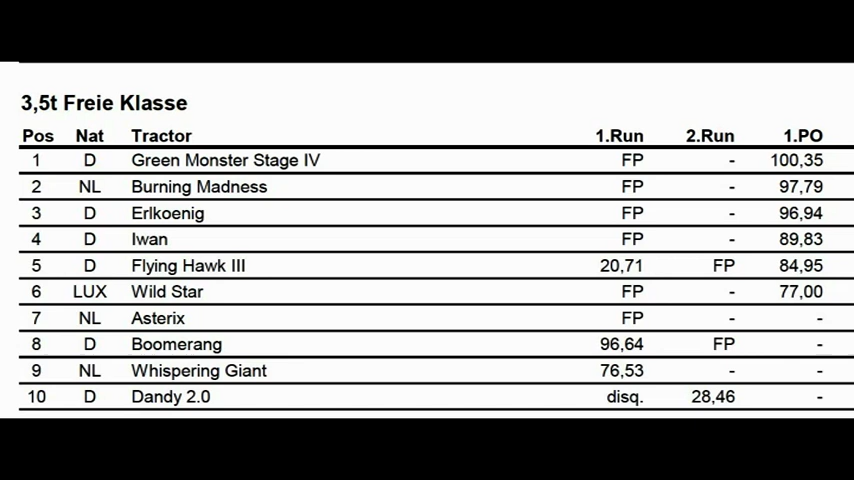 3,5t Freie Klasse
Pos Nat Tractor 1.Run 2.Run 1.PO
1 D Green Monster Stage IV FP - 100,35
2 NL Burning Madness FP - 97,79
3 D Erlkoenig FP - 96,94
4 D Iwan FP - 89,83
5 D Flying Hawk III 20,71 FP 84,95
6 LUX Wild Star FP - 77,00
7 NL Asterix FP - -
8 D Boomerang 96,64 FP -
9 NL Whispering Giant 76,53 - -
10 D Dandy 2.0 disq. 28,46 -